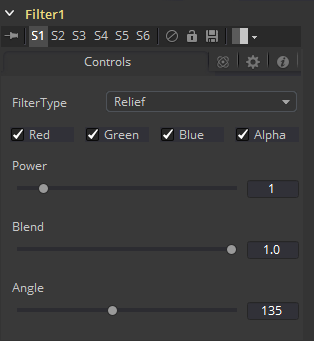 Filter1
S1 S2 S3 S4 S5 S6
Controls
FilterType Relief
Red Green Blue Alpha
Power
1
Blend
1.0
Angle
135